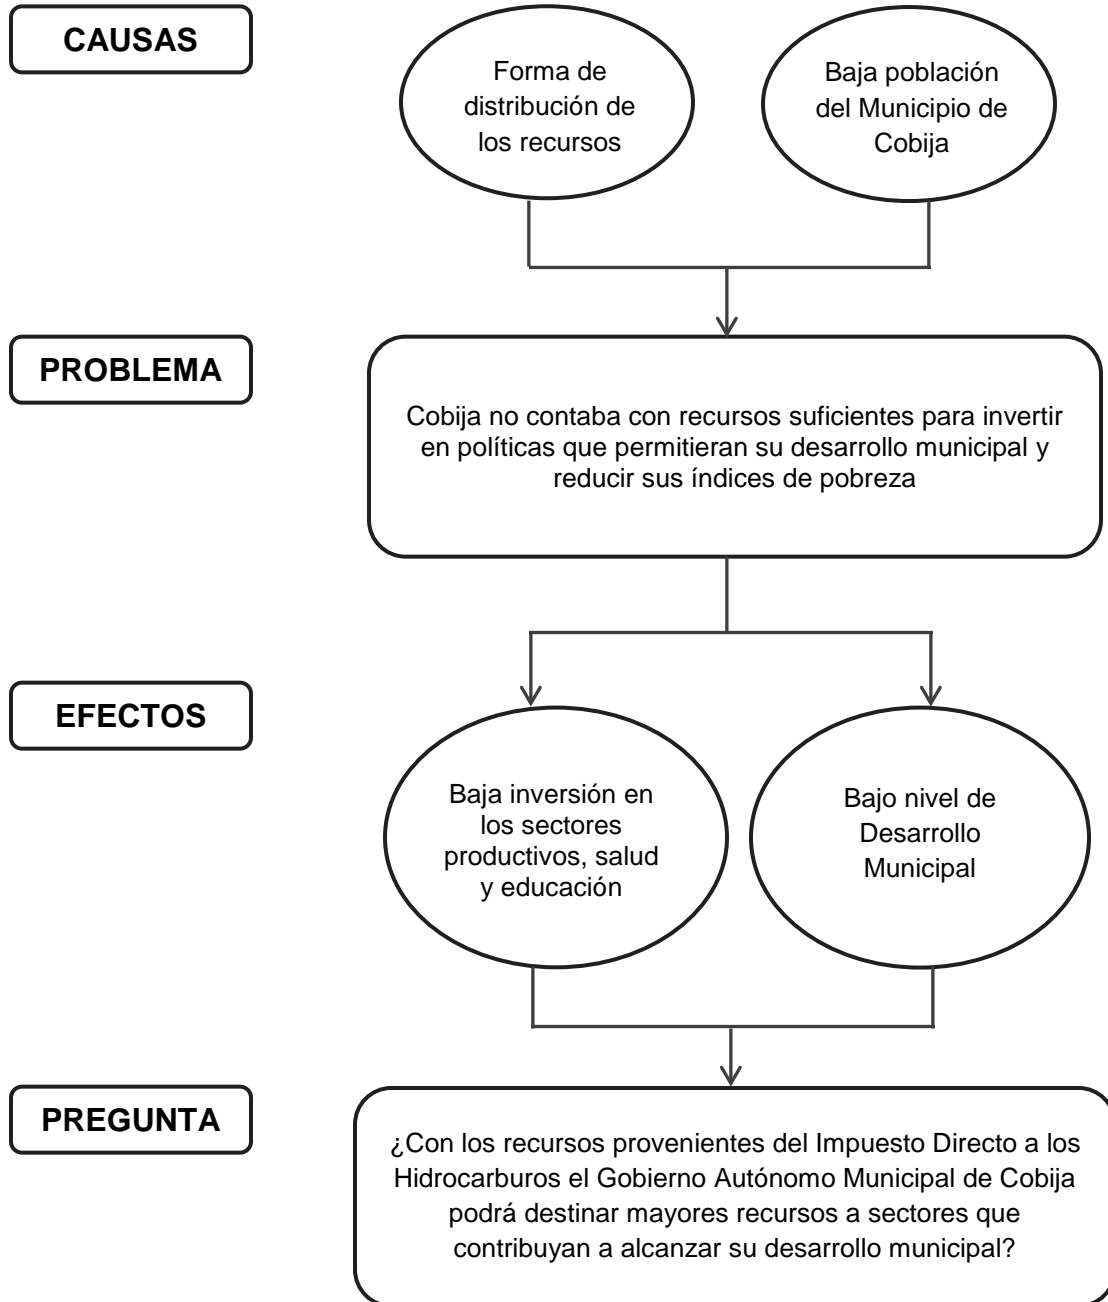 CAUSAS
Forma de
distribución de
los recursos
Baja población
del Municipio de
Cobija
PROBLEMA
Cobija no contaba con recursos suficientes para invertir
en políticas que permitieran su desarrollo municipal y
reducir sus índices de pobreza
EFECTOS
Baja inversión en
los sectores
productivos, salud
y educación
Bajo nivel de
Desarrollo
Municipal
PREGUNTA
¿Con los recursos provenientes del Impuesto Directo a los
Hidrocarburos el Gobierno Autónomo Municipal de Cobija
podrá destinar mayores recursos a sectores que
contribuyan a alcanzar su desarrollo municipal?